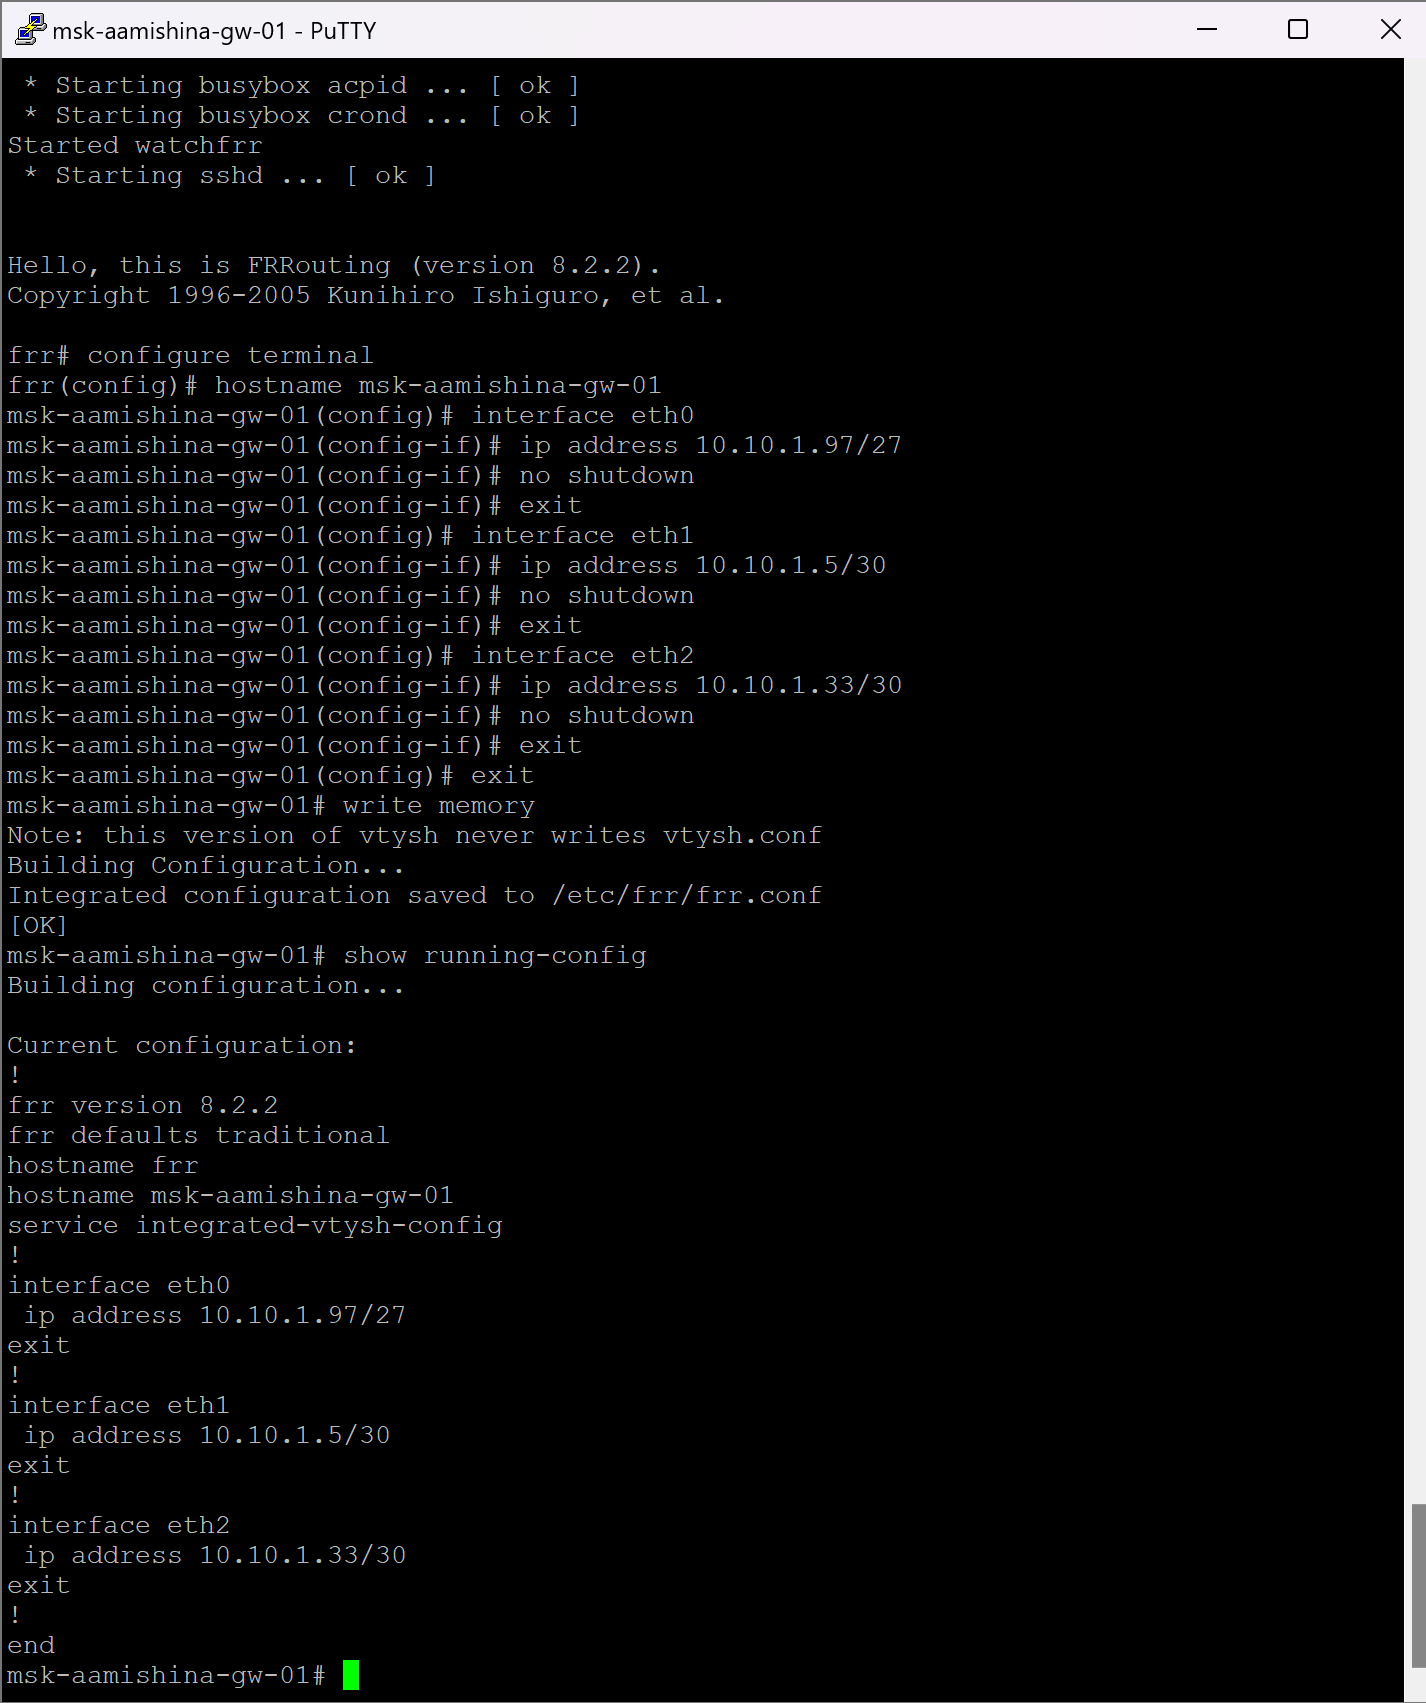 msk-aamishina-gw-01 - PuTTY
* Starting busybox acpid ... [ ok ]
* Starting busybox crond ... [ ok ]
Started watchfrr
* Starting sshd ... [ ok ]
Hello, this is FRRouting (version 8.2.2).
Copyright 1996-2005 Kunihiro Ishiguro, et al.
frr# configure terminal
frr(config)# hostname msk-aamishina-gw-01
msk-aamishina-gw-01(config)# interface eth0
msk-aamishina-gw-01(config-if)# ip address 10.10.1.97/27
msk-aamishina-gw-01(config-if)# no shutdown
msk-aamishina-gw-01(config-if)# exit
msk-aamishina-gw-01(config)# interface eth1
msk-aamishina-gw-01(config-if)# ip address 10.10.1.5/30
msk-aamishina-gw-01(config-if)# no shutdown
msk-aamishina-gw-01(config-if)# exit
msk-aamishina-gw-01(config)# interface eth2
msk-aamishina-gw-01(config-if)# ip address 10.10.1.33/30
msk-aamishina-gw-01(config-if)# no shutdown
msk-aamishina-gw-01(config-if)# exit
msk-aamishina-gw-01(config)# exit
msk-aamishina-gw-01# write memory
Note: this version of vtysh never writes vtysh.conf
Building Configuration...
Integrated configuration saved to /etc/frr/frr.conf
[OK]
msk-aamishina-gw-01# show running-config
Building configuration...
Current configuration:
!
frr version 8.2.2
frr defaults traditional
hostname frr
hostname msk-aamishina-gw-01
service integrated-vtysh-config
!
interface eth0
ip address 10.10.1.97/27
exit
!
interface eth1
ip address 10.10.1.5/30
exit
!
interface eth2
ip address 10.10.1.33/30
exit
!
end
msk-aamishina-gw-01#